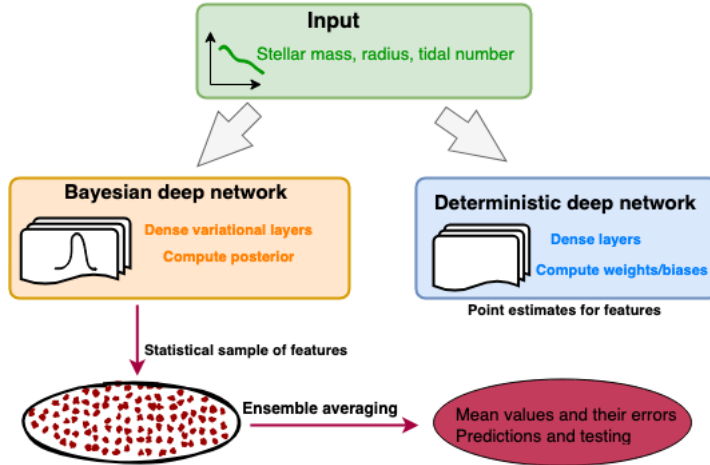 Input
Stellar mass, radius, tidal number
Bayesian deep network
Dense variational layers
Compute posterior
Deterministic deep network
Dense layers
Compute weights/biases
Point estimates for features
Statistical sample of features
Ensemble averaging
Mean values and their errors
Predictions and testing